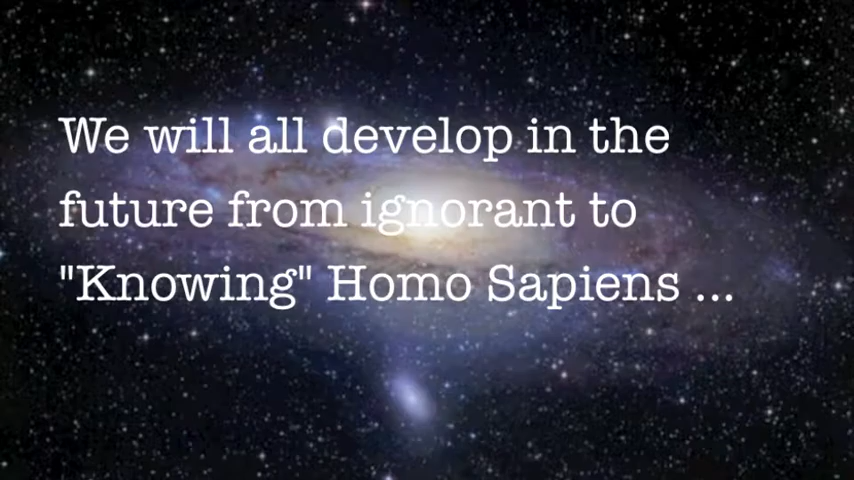 We will all develop in the
future from ignorant to
"Knowing" Homo Sapiens ...